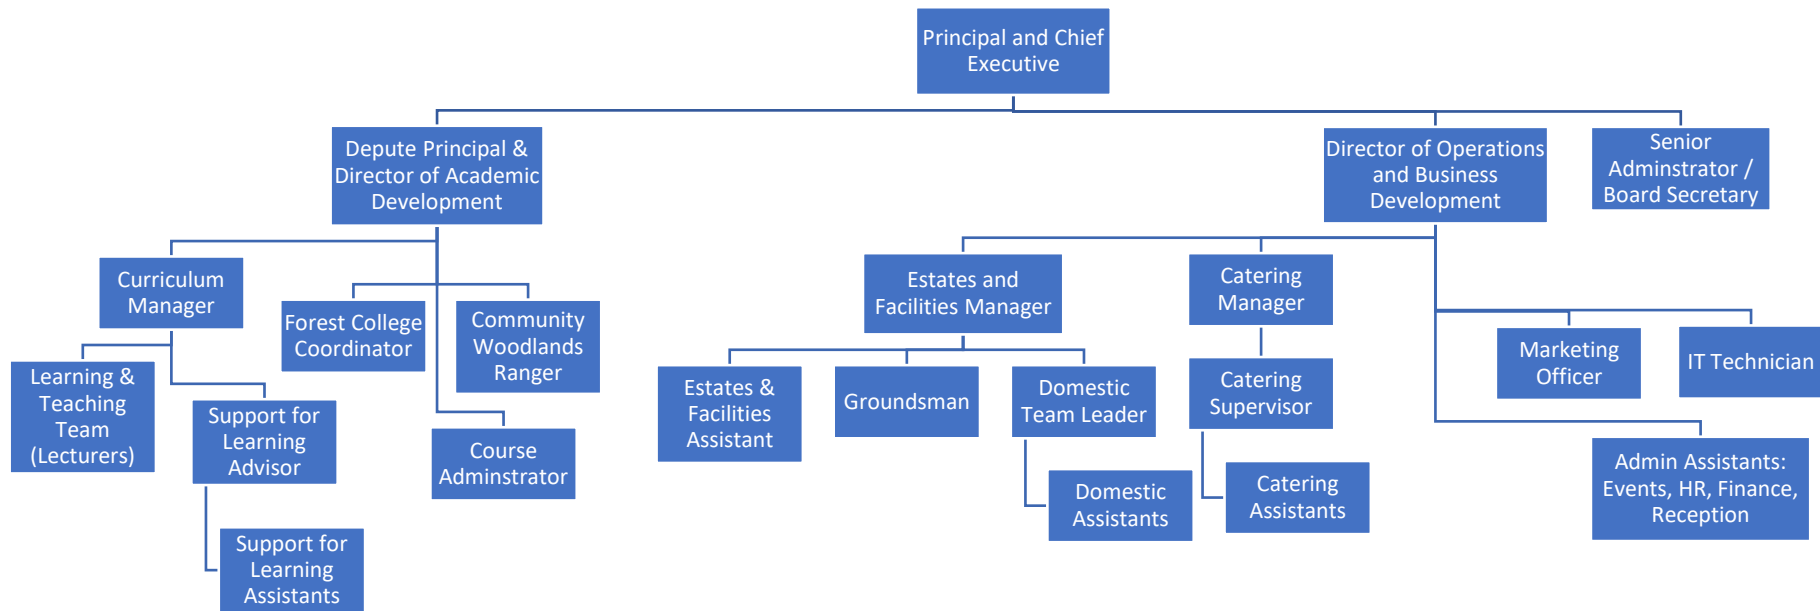 Principal and Chief
Executive
Depute Principal &
Director of Academic
Development
Director of Operations
and Business
Development
Senior
Adminstrator /
Board Secretary
Curriculum
Manager
Forest College
Coordinator
Community
Woodlands
Ranger
Estates and
Facilities Manager
Catering
Manager
Marketing
Officer
IT Technician
Learning &
Teaching
Team
(Lecturers)
Support for
Learning
Advisor
Course
Adminstrator
Estates &
Facilities
Assistant
Groundsman
Domestic
Team Leader
Catering
Supervisor
Admin Assistants:
Events, HR, Finance,
Reception
Domestic
Assistants
Catering
Assistants
Support for
Learning
Assistants